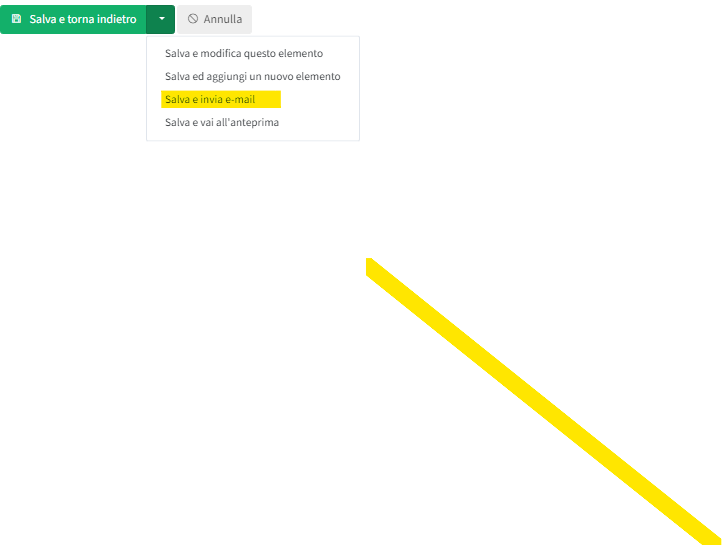 Salva e torna indietro Annulla
Salva e modifica questo elemento
Salva ed aggiungi un nuovo elemento
Salva e invia e-mail
Salva e vai all'anteprima